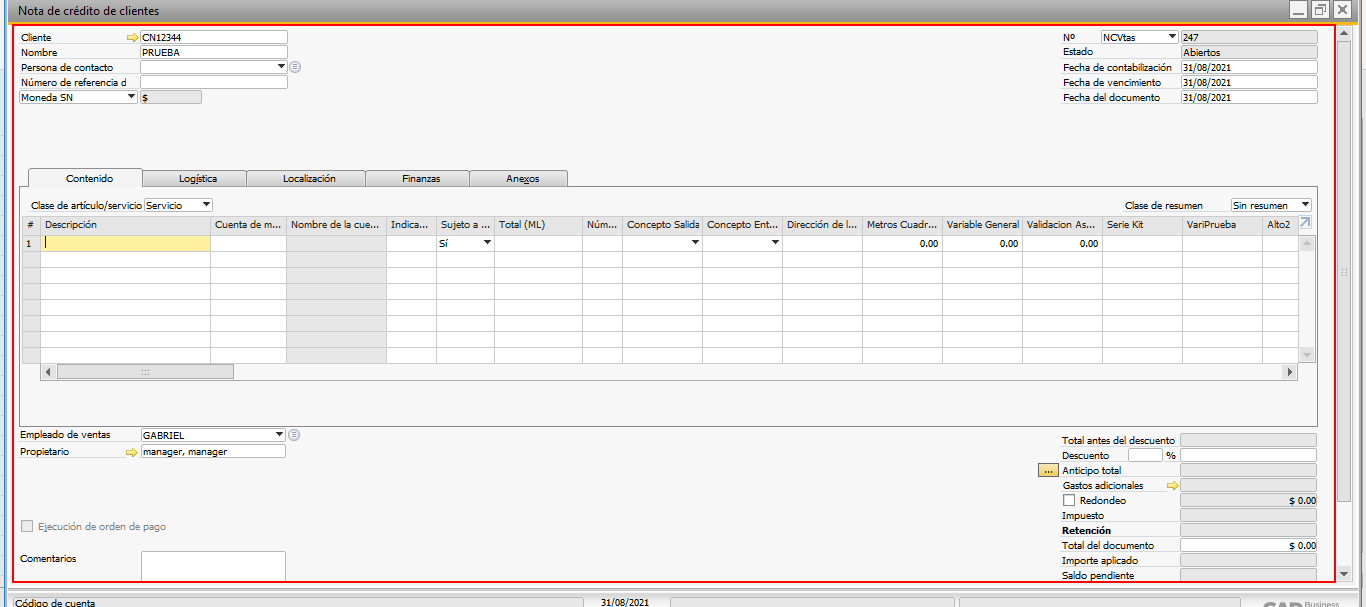 Nota de crédito de clientes
Cliente CN12344
Nombre PRUEBA
Persona de contacto
Número de referencia d
Moneda SN $
Nº NCVtas 247
Estado Abiertos
Fecha de contabilización 31/08/2021
Fecha de vencimiento 31/08/2021
Fecha del documento 31/08/2021
Contenido Logística Localización Finanzas Anexos
Clase de artículo/servicio Servicio Clase de resumen Sin resumen
# Descripción Cuenta de m... Nombre de la cue... Indica... Sujeto a ... Total (ML) Núm... Concepto Salida Concepto Ent... Dirección de l... Metros Cuadr... Variable General Validacion As... Serie Kit VariPrueba Alto2
1 Sí 0.00 0.00 0.00
Empleado de ventas GABRIEL
Propietario manager, manager
Ejecución de orden de pago
Comentarios
Total antes del descuento
Descuento %
... Anticipo total
Gastos adicionales
Redondeo $ 0.00
Impuesto
Retención
Total del documento $ 0.00
Importe aplicado
Saldo pendiente
Código de cuenta 31/08/2021 SAP Business